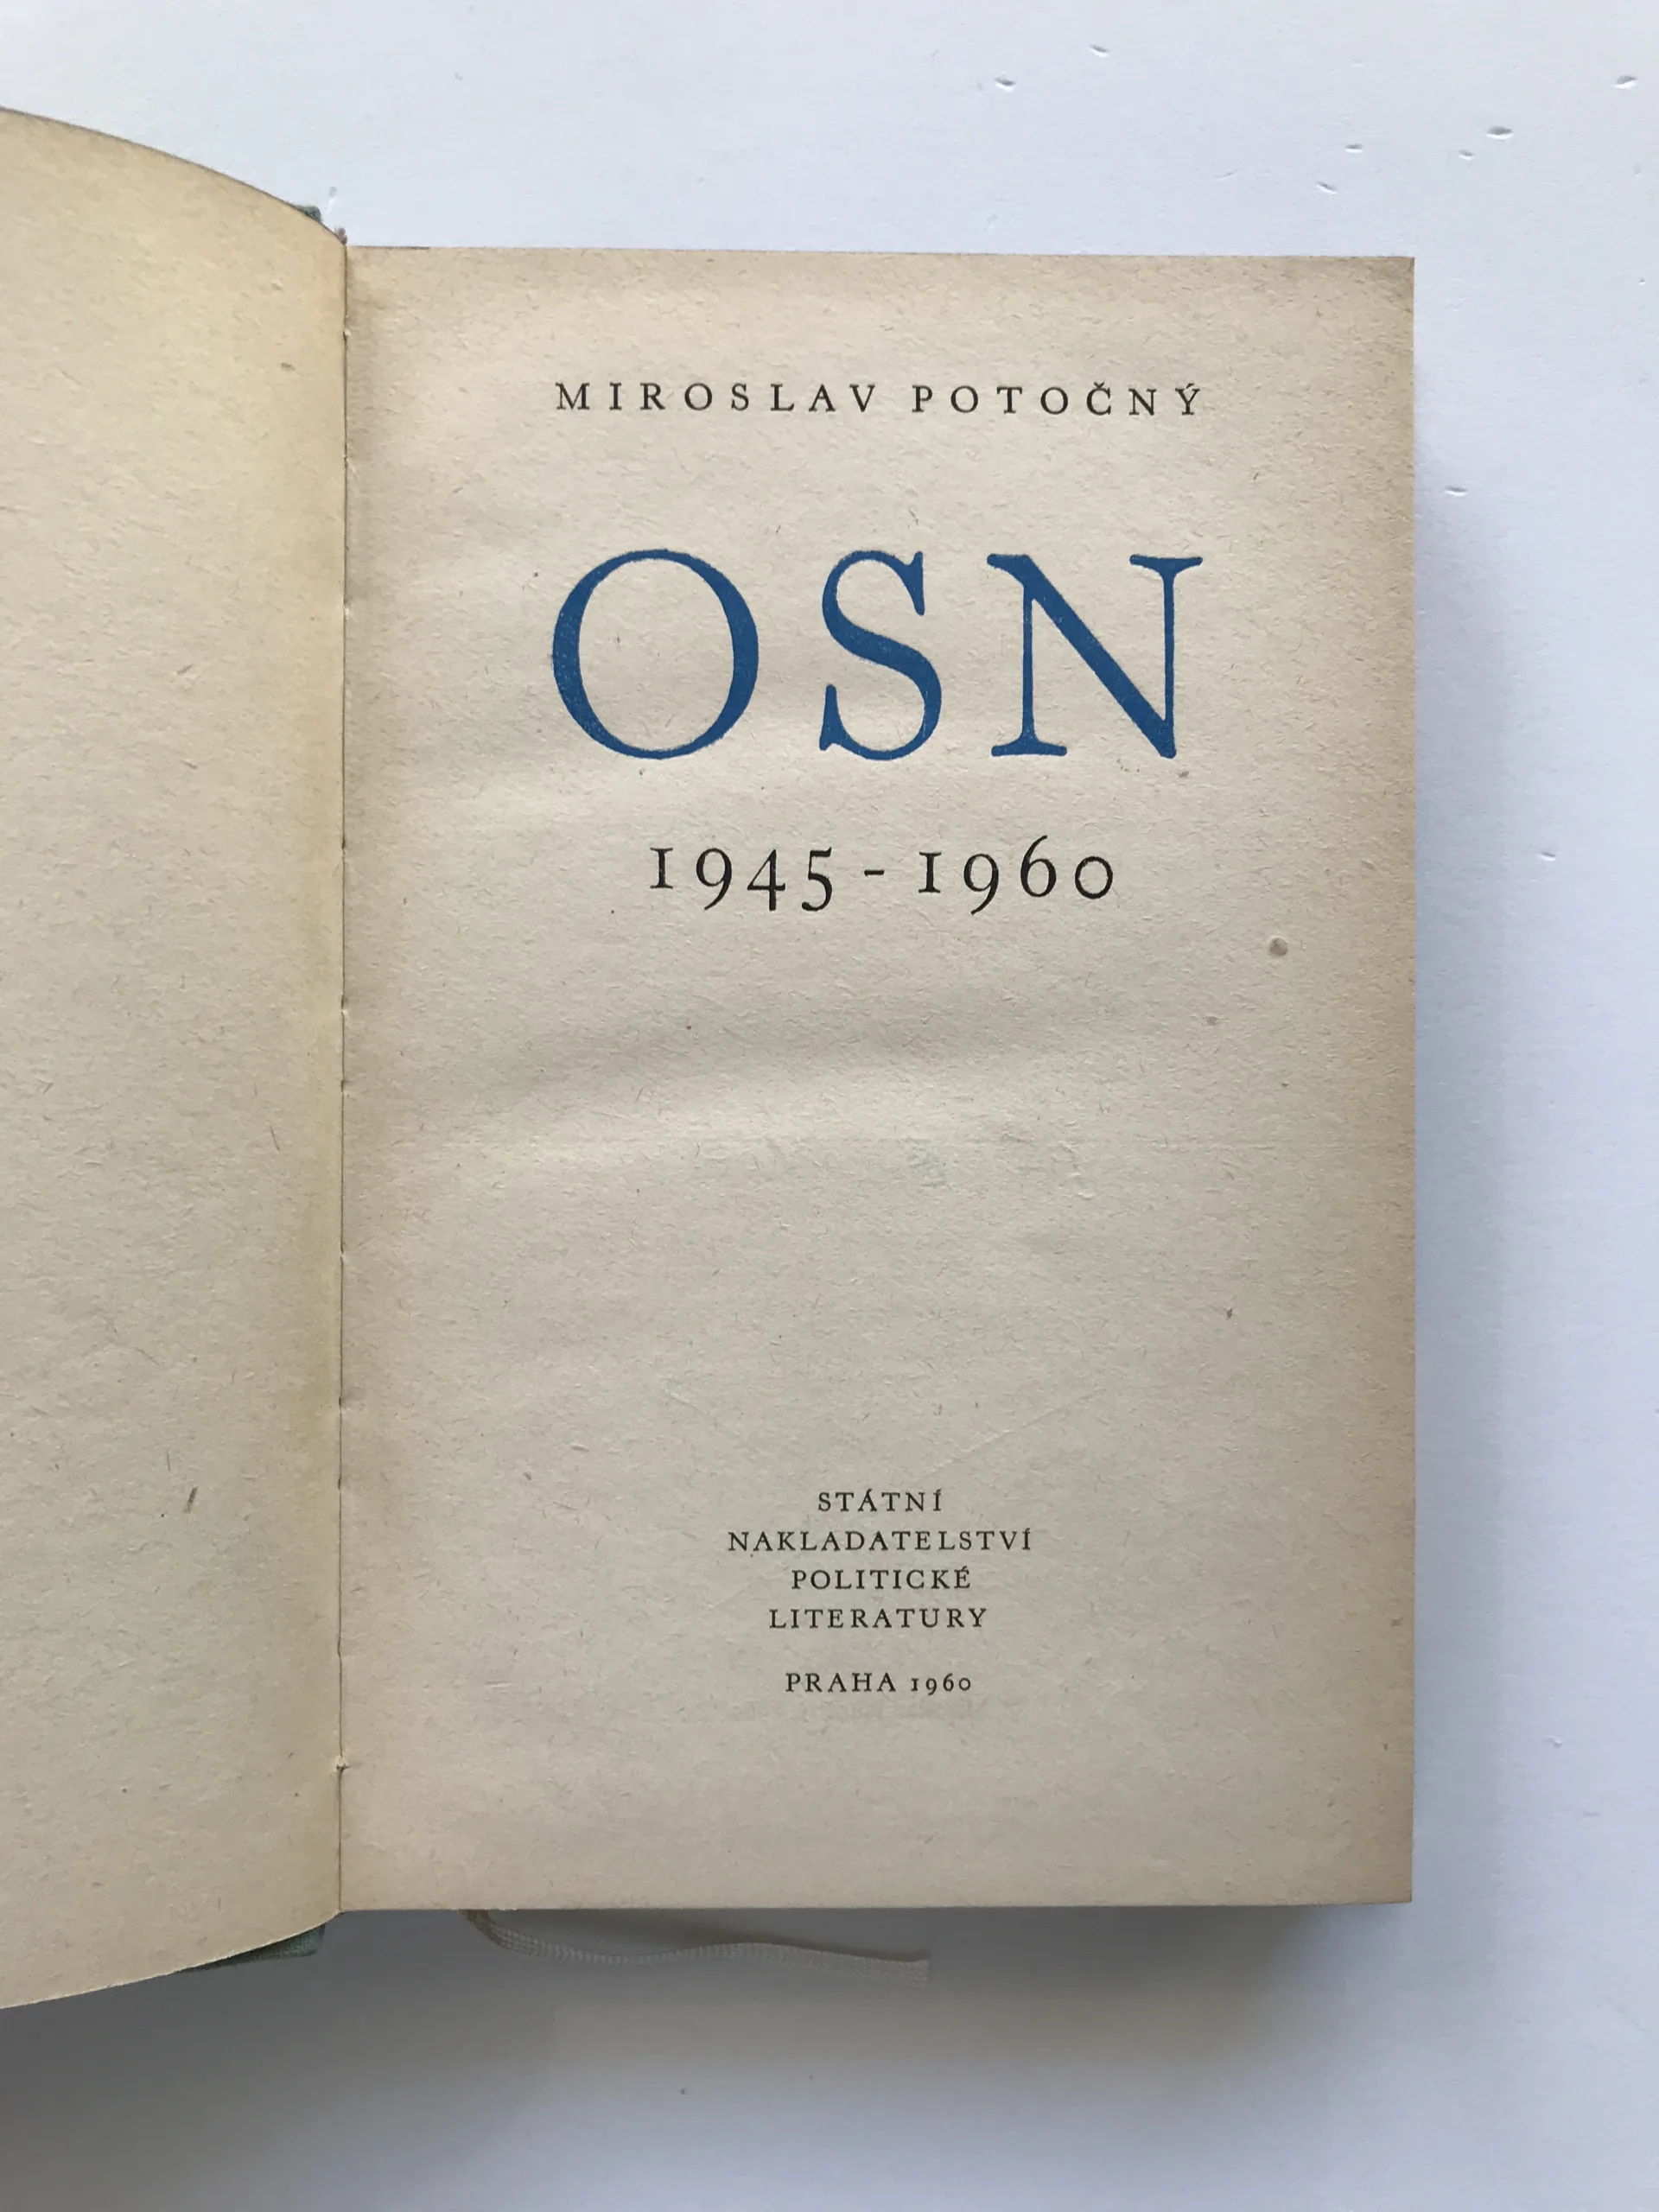 MIROSLAV POTOČNÝ
OSN
1945-1960
STÁTNÍ
NAKLADATELSTVÍ
POLITICKÉ
LITERATURY
PRAHA 1960